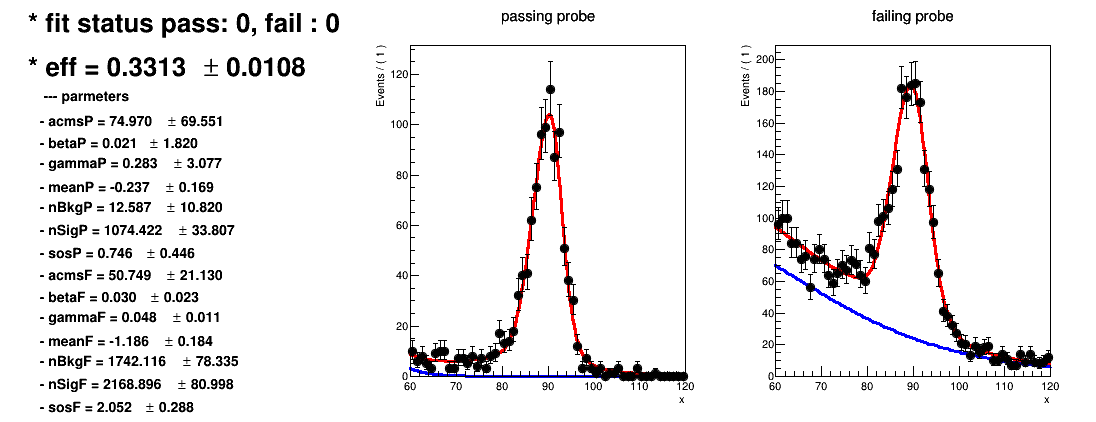 * fit status pass: 0, fail : 0
* eff = 0.3313 ± 0.0108
--- parmeters
- acmsP = 74.970 ± 69.551
- betaP = 0.021 ± 1.820
- gammaP = 0.283 ± 3.077
- meanP = -0.237 ± 0.169
- nBkgP = 12.587 ± 10.820
- nSigP = 1074.422 ± 33.807
- sosP = 0.746 ± 0.446
- acmsF = 50.749 ± 21.130
- betaF = 0.030 ± 0.023
- gammaF = 0.048 ± 0.011
- meanF = -1.186 ± 0.184
- nBkgF = 1742.116 ± 78.335
- nSigF = 2168.896 ± 80.998
- sosF = 2.052 ± 0.288
passing probe
Events / ( 1 )
120
100
80
60
40
20
0
60 70 80 90 100 110 120
x
failing probe
Events / ( 1 )
200
180
160
140
120
100
80
60
40
20
0
60 70 80 90 100 110 120
x